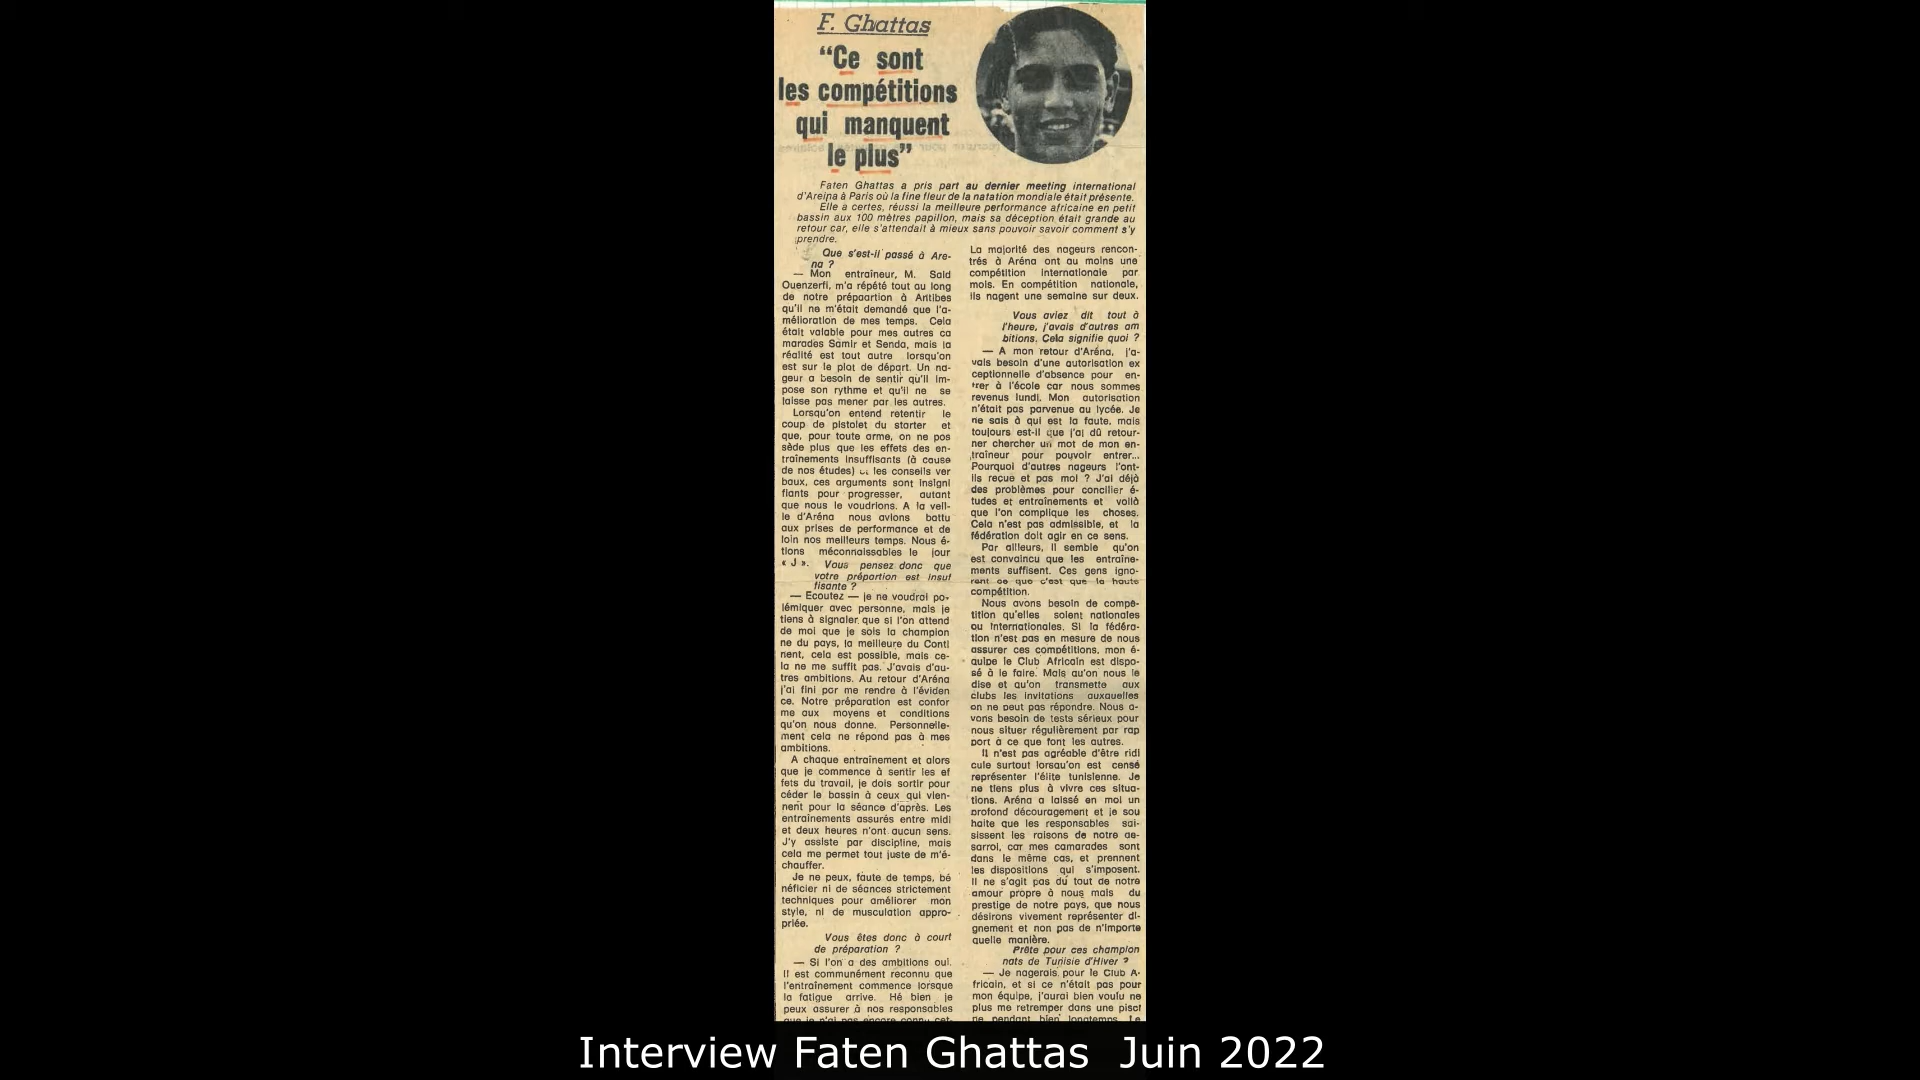 F. Ghattas
“Ce sont
les compétitions
qui manquent
le plus”
Faten Ghattas a pris part au dernier meeting international
d'Areipa à Paris où la fine fleur de la natation mondiale était présente.
Elle a certes, réussi la meilleure performance africaine en petit
bassin aux 100 mètres papillon, mais sa déception était grande au
retour car, elle s'attendait à mieux sans pouvoir savoir comment s'y
prendre.
Que s'est-il passé à Are-
na ?
— Mon entraîneur, M. Said
Ouenzerfi, m'a répété tout au long
de notre prépaartion à Antibes
qu'il ne m'était demandé que l'a-
mélioration de mes temps. Cela
était valable pour mes autres ca
marades Samir et Senda, mais la
réalité est tout autre lorsqu'on
est sur le plot de départ. Un na-
geur a besoin de sentir qu'il im-
pose son rythme et qu'il ne se
laisse pas mener par les autres.
Lorsqu'on entend retentir le
coup de pistolet du starter et
que, pour toute arme, on ne pos
sède plus que les effets des en-
traînements insuffisants (à cause
de nos études) et les conseils ver
baux, ces arguments sont insigni
fiants pour progresser, autant
que nous le voudrions. A la veil-
le d'Aréna nous avions battu
aux prises de performance et de
loin nos meilleurs temps. Nous é-
tions méconnaissables le jour
« J ».
Vous pensez donc que
votre prépartion est insuf
fisante ?
— Ecoutez — je ne voudrai po-
lémiquer avec personne, mais je
tiens à signaler que si l'on attend
de moi que je sois la champion
ne du pays, la meilleure du Conti
nent, cela est possible, mais ce-
la ne me suffit pas. J'avais d'au-
tres ambitions. Au retour d'Aréna
j'ai fini por me rendre à l'éviden
ce. Notre préparation est confor
me aux moyens et conditions
qu'on nous donne. Personnelle-
ment cela ne répond pas à mes
ambitions.
A chaque entraînement et alors
que je commence à sentir les ef
fets du travail, je dois sortir pour
céder le bassin à ceux qui vien-
nent pour la séance d'après. Les
entraînements assurés entre midi
et deux heures n'ont aucun sens.
J'y assiste par discipline, mais
cela me permet tout juste de m'é-
chauffer.
Je ne peux, faute de temps, bé
néficier ni de séances strictement
techniques pour améliorer mon
style, ni de musculation appro-
priée.
Vous êtes donc à court
de préparation ?
— Si l'on a des ambitions oui.
Il est communément reconnu que
l'entraînement commence lorsque
la fatigue arrive. Hé bien je
peux assurer à nos responsables
que je n'ai pas encore connu cet-
La majorité des nageurs rencon-
trés à Aréna ont au moins une
compétition internationale par
mois. En compétition nationale,
ils nagent une semaine sur deux.
Vous aviez dit tout à
l'heure, j'avais d'autres am
bitions. Cela signifie quoi ?
— A mon retour d'Aréna, j'a-
vais besoin d'une autorisation ex
ceptionnelle d'absence pour en-
trer à l'école car nous sommes
revenus lundi. Mon autorisation
n'était pas parvenue au lycée. Je
ne sais à qui est la faute, mais
toujours est-il que j'ai dû retour-
ner chercher un mot de mon en-
traîneur pour pouvoir entrer...
Pourquoi d'autres nageurs l'ont-
ils recue et pas moi ? J'ai déjà
des problèmes pour concilier é-
tudes et entraînements et voilà
que l'on complique les choses.
Cela n'est pas admissible, et la
fédération doit agir en ce sens.
Par ailleurs, il semble qu'on
est convaincu que les entraîne-
ments suffisent. Ces gens igno-
rent ce que c'est que la haute
compétition.
Nous avons besoin de compé-
tition qu'elles soient nationales
ou internationales. Si la fédéra-
tion n'est pas en mesure de nous
assurer ces compétitions, mon é-
quipe le Club Africain est dispo-
sé à le faire. Mais qu'on nous le
dise et qu'on transmette aux
clubs les invitations auxquelles
on ne peut pas répondre. Nous a-
vons besoin de tests sérieux pour
nous situer régulièrement par rap
port à ce que font les autres.
Il n'est pas agréable d'être ridi
cule surtout lorsqu'on est censé
représenter l'élite tunisienne. Je
ne tiens plus à vivre ces situa-
tions. Aréna a laissé en moi un
profond découragement et je sou
haite que les responsables sai-
sissent les raisons de notre dé-
sarroi, car mes camarades sont
dans le même cas, et prennent
les dispositions qui s'imposent.
Il ne s'agit pas du tout de notre
amour propre à nous mais du
prestige de notre pays, que nous
désirons vivement représenter di-
gnement et non pas de n'importe
quelle manière.
Prête pour ces champion
nats de Tunisie d'Hiver ?
— Je nagerais pour le Club A-
fricain, et si ce n'était pas pour
mon équipe, j'aurai bien voulu ne
plus me retremper dans une pisci
ne pendant bien longtemps. Le
Interview Faten Ghattas Juin 2022